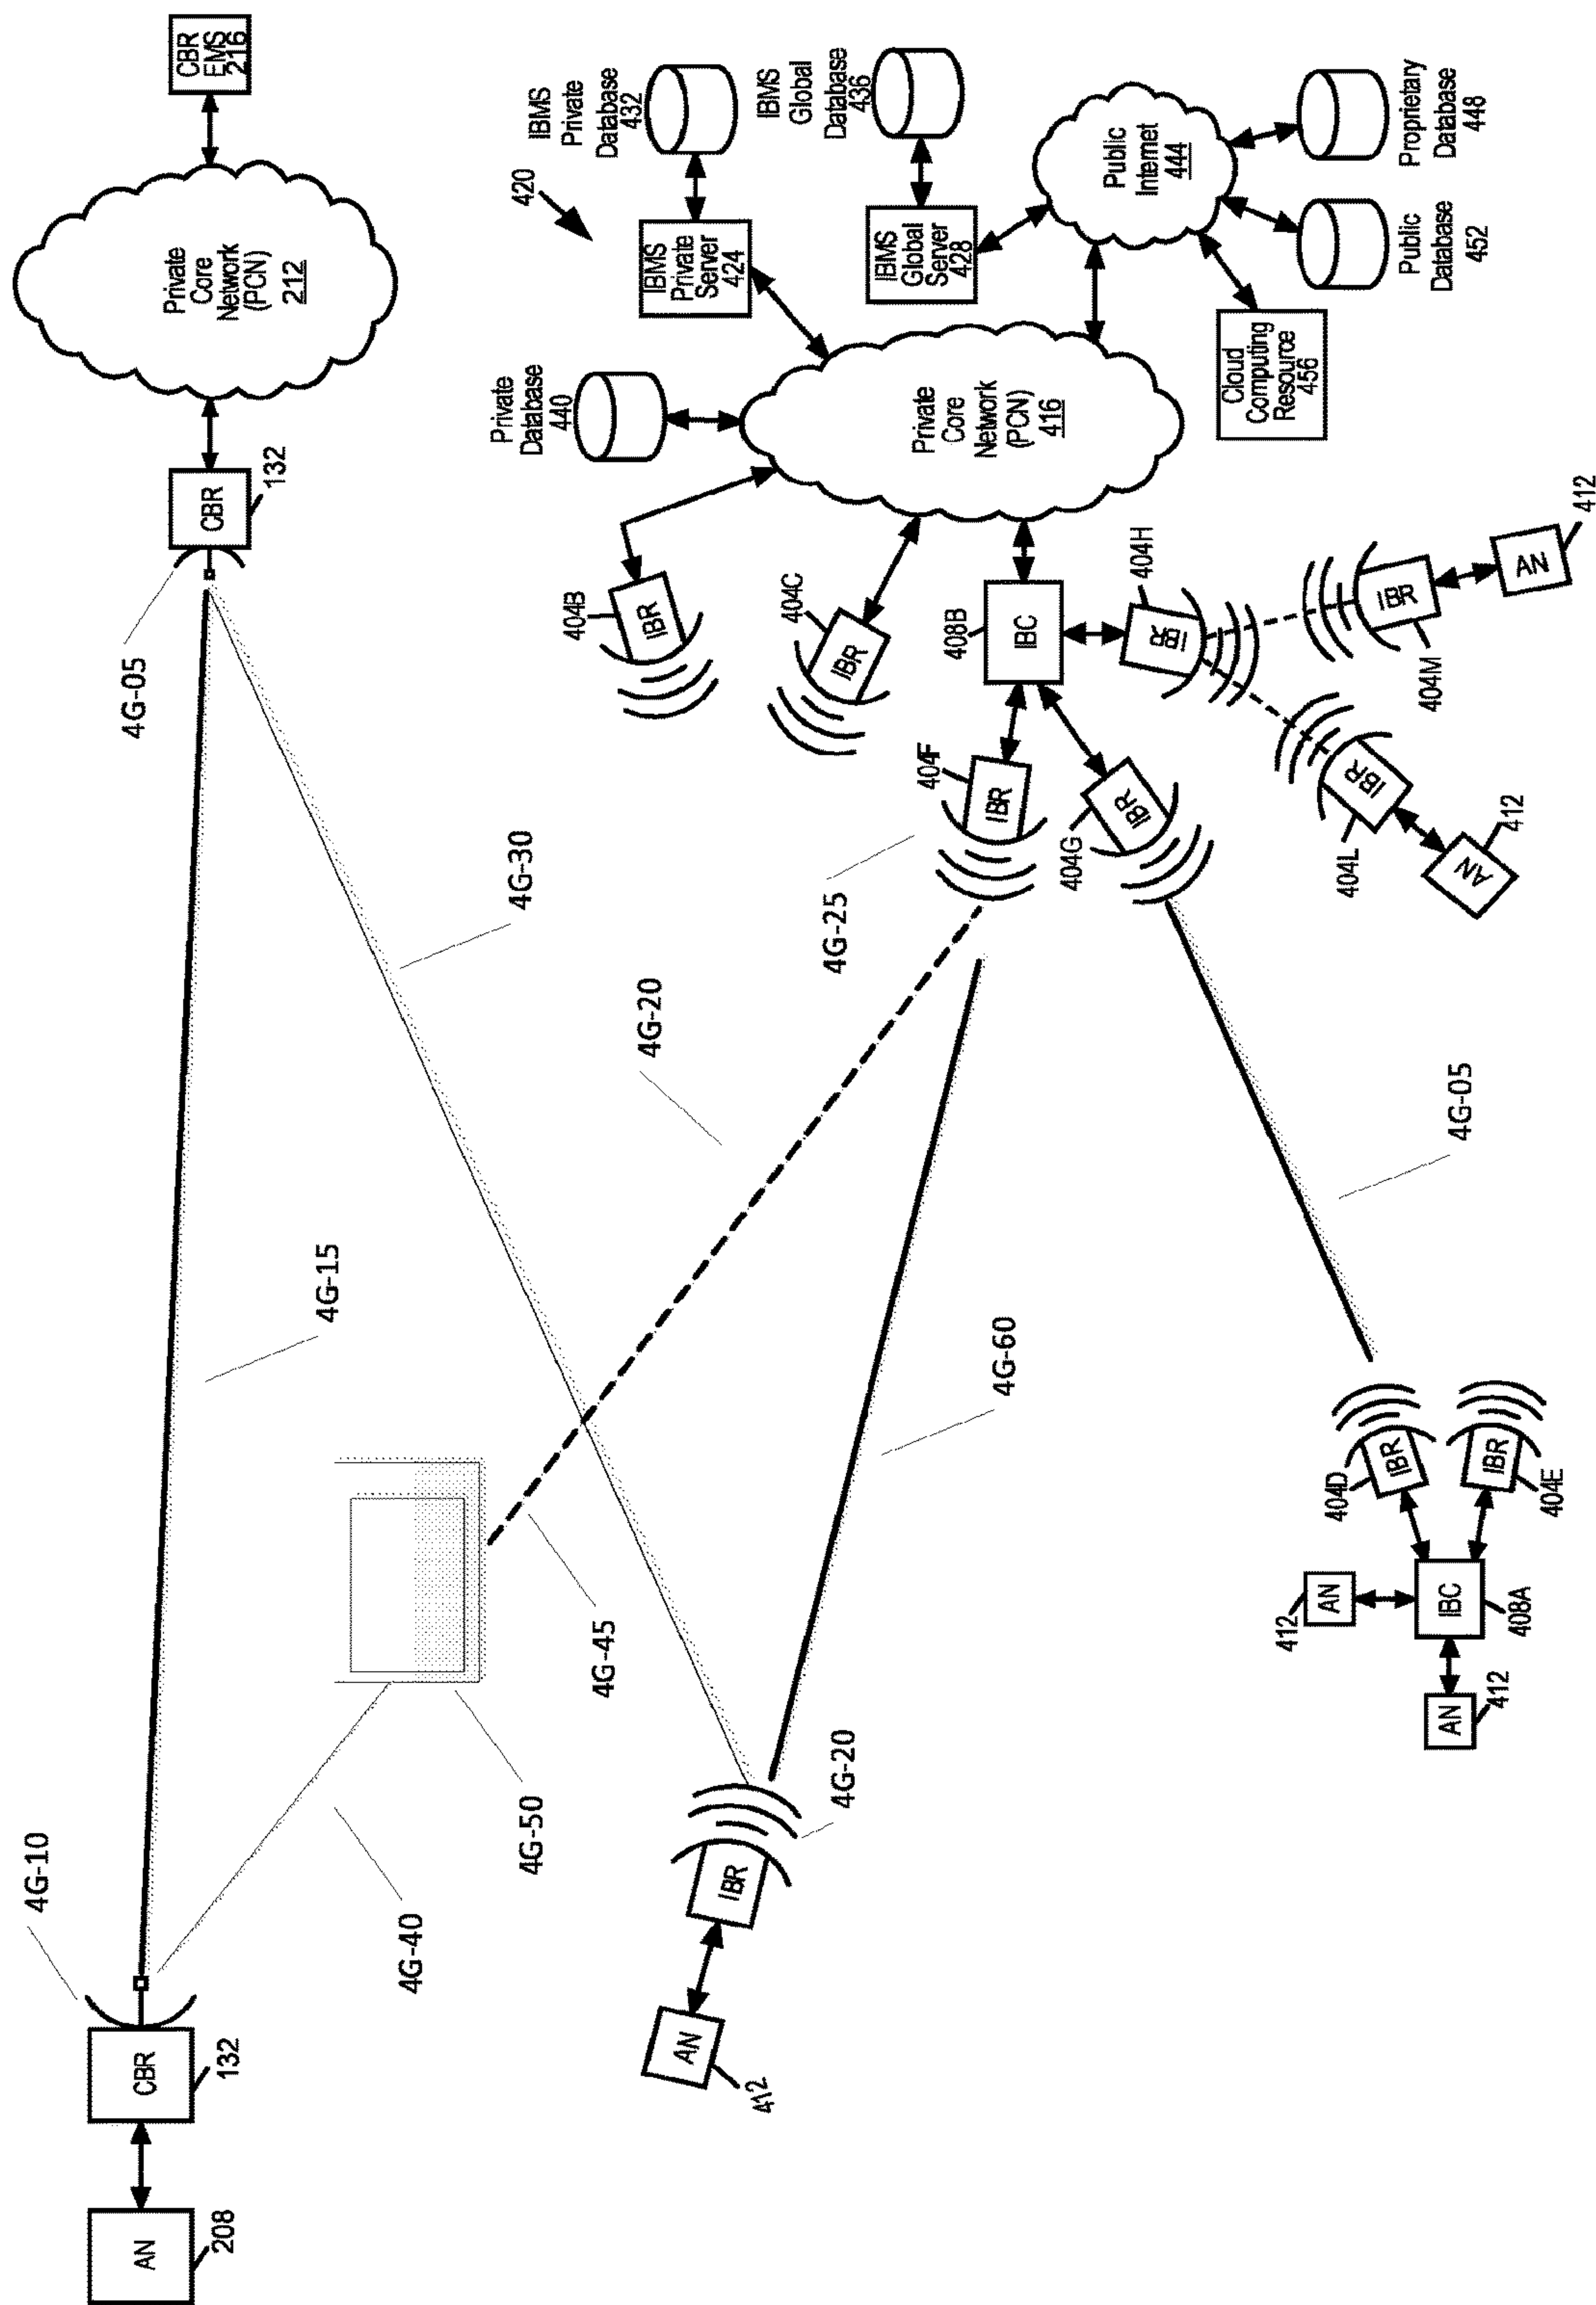 4G-10
AN
208
CBR
132
4G-40
4G-50
4G-15
4G-30
4G-05
CBR
132
Private
Core
Network
(PCN)
212
CBR
EMS
216
4G-45
4G-20
AN
412
IBR
4G-20
4G-60
4G-25
404B
IBR
404C
IBR
404F
IBR
404G
IBR
408B
IBC
404H
IBR
Private
Database
440
Private
Core
Network
(PCN)
416
420
IBMS
Private
Server
424
IBMS
Private
Database
432
IBMS
Global
Server
428
IBMS
Global
Database
436
Public
Internet
444
Cloud
Computing
Resource
456
Public
Database
452
Proprietary
Database
448
4G-05
412
AN
AN
412
IBC
408A
404D
IBR
IBR
404E
404L
IBR
AN
412
404M
IBR
AN
412